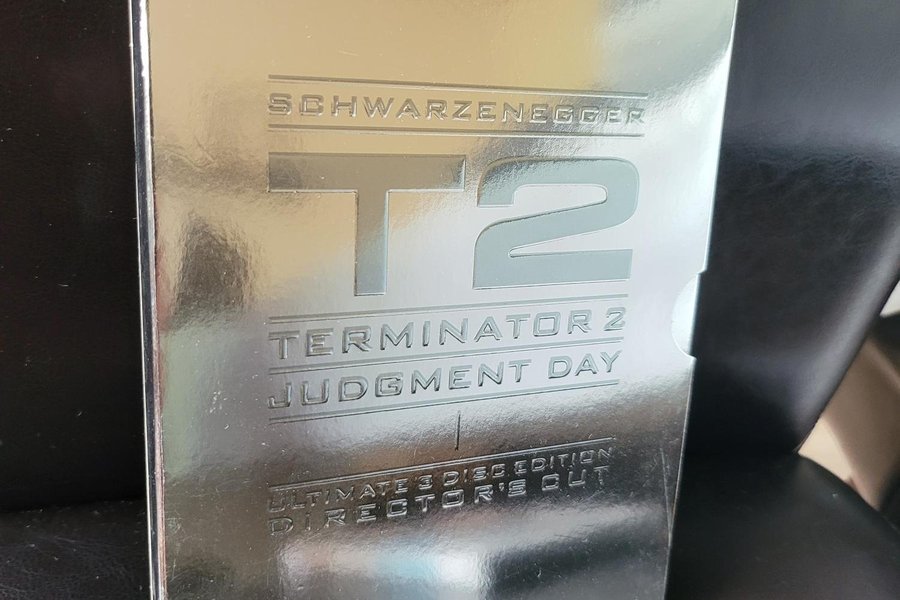 SCHWARZENEGGER
T2
TERMINATOR 2
JUDGMENT DAY
ULTIMATE 3 DISC EDITION
DIRECTOR'S CUT